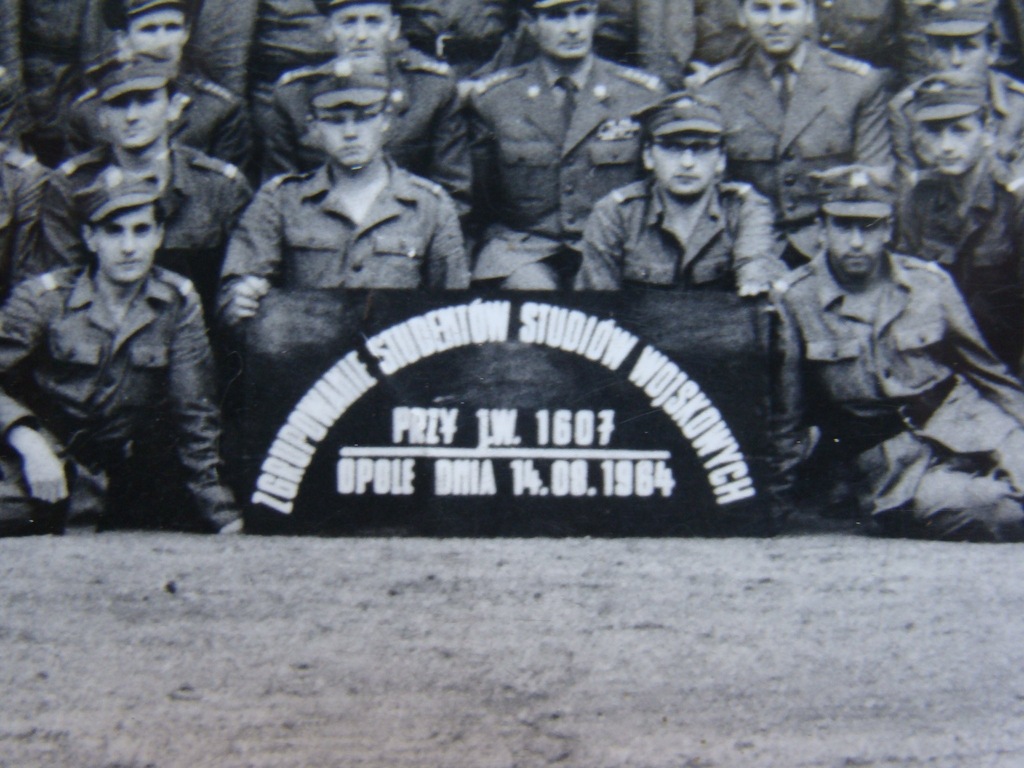 ZGRUPOWANIE STUDENTÓW STUDIÓW WOJSKOWYCH
PRZY J.W. 1607
OPOLE DNIA 14.08.1964